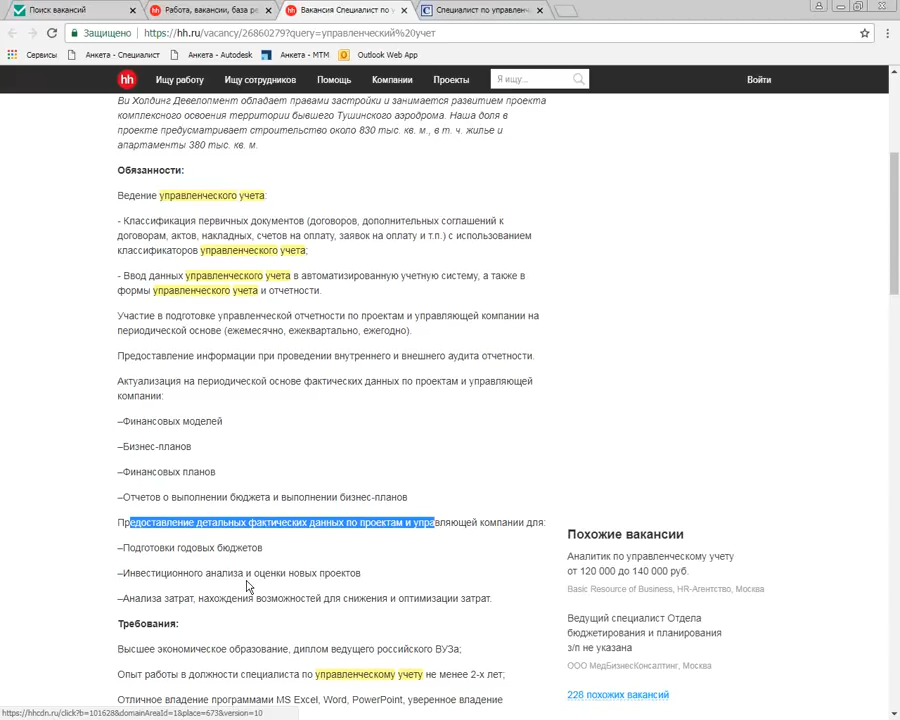 Поиск вакансий
Работа, вакансии, база ре
Вакансия Специалист по у
Специалист по управленч
Защищено
https://hh.ru/vacancy/26860279?query=управленческий%20учет
Сервисы
Анкета - Специалист
Анкета - Autodesk
Анкета - МТМ
Outlook Web App
hh
Ищу работу
Ищу сотрудников
Помощь
Компании
Проекты
Я ищу...
Войти
Ви Холдинг Девелопмент обладает правами застройки и занимается развитием проекта
комплексного освоения территории бывшего Тушинского аэродрома. Наша доля в
проекте предусматривает строительство около 830 тыс. кв. м., в т. ч. жилье и
апартаменты 380 тыс. кв. м.
Обязанности:
Ведение управленческого учета:
- Классификация первичных документов (договоров, дополнительных соглашений к
договорам, актов, накладных, счетов на оплату, заявок на оплату и т.п.) с использованием
классификаторов управленческого учета;
- Ввод данных управленческого учета в автоматизированную учетную систему, а также в
формы управленческого учета и отчетности.
Участие в подготовке управленческой отчетности по проектам и управляющей компании на
периодической основе (ежемесячно, ежеквартально, ежегодно).
Предоставление информации при проведении внутреннего и внешнего аудита отчетности.
Актуализация на периодической основе фактических данных по проектам и управляющей
компании:
–Финансовых моделей
–Бизнес-планов
–Финансовых планов
–Отчетов о выполнении бюджета и выполнении бизнес-планов
Предоставление детальных фактических данных по проектам и управляющей компании для:
–Подготовки годовых бюджетов
–Инвестиционного анализа и оценки новых проектов
–Анализа затрат, нахождения возможностей для снижения и оптимизации затрат.
Требования:
Высшее экономическое образование, диплом ведущего российского ВУЗа;
Опыт работы в должности специалиста по управленческому учету не менее 2-х лет;
Отличное владение программами MS Excel, Word, PowerPoint, уверенное владение
Похожие вакансии
Аналитик по управленческому учету
от 120 000 до 140 000 руб.
Basic Resource of Business, HR-Агентство, Москва
Ведущий специалист Отдела
бюджетирования и планирования
з/п не указана
ООО МедБизнесКонсалтинг, Москва
228 похожих вакансий
https://hhcdn.ru/click?b=101628&domainAreaId=1&place=673&version=10